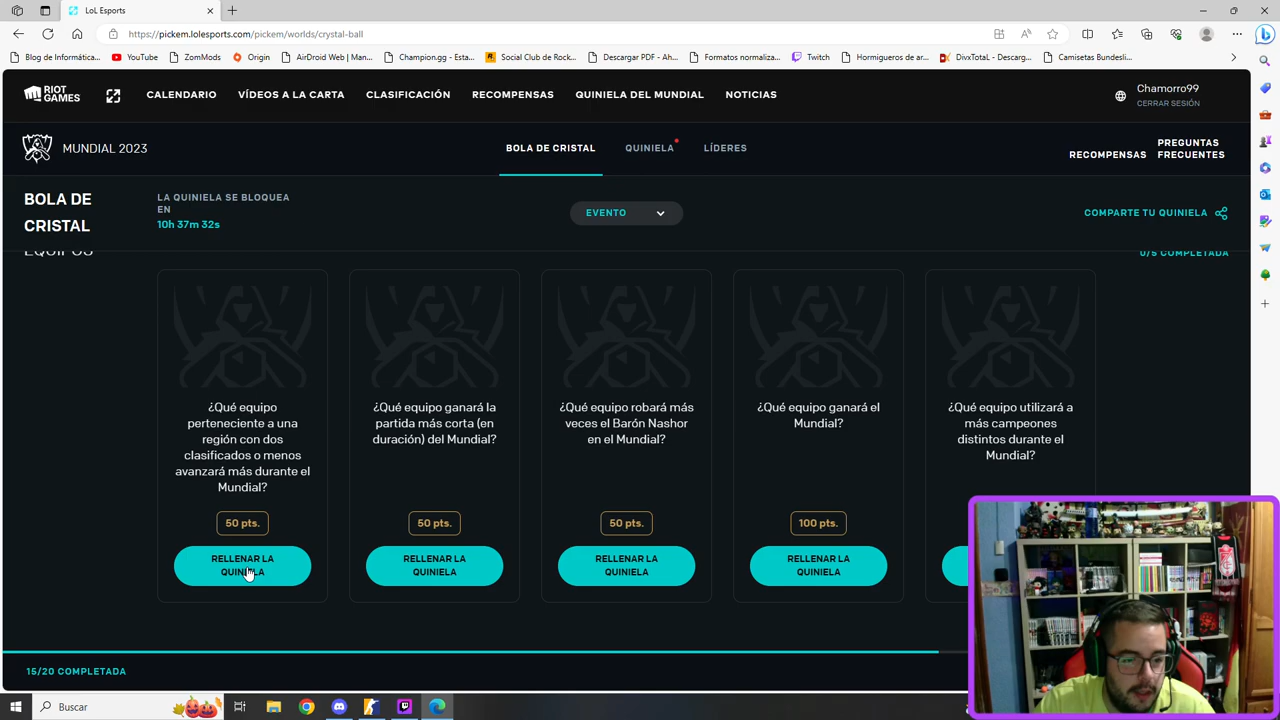 LoL Esports
https://pickem.lolesports.com/pickem/worlds/crystal-ball
Blog de Informática... YouTube ZomMods Origin AirDroid Web | Man... Champion.gg - Esta... Social Club de Rock... Descargar PDF - Ah... Formatos normaliza... Twitch Hormigueros de ar... DivxTotaL - Descarg... Camisetas Bundesli...
RIOT GAMES CALENDARIO VÍDEOS A LA CARTA CLASIFICACIÓN RECOMPENSAS QUINIELA DEL MUNDIAL NOTICIAS Chamorro99
CERRAR SESIÓN
MUNDIAL 2023 BOLA DE CRISTAL QUINIELA LÍDERES RECOMPENSAS PREGUNTAS FRECUENTES
BOLA DE CRISTAL
LA QUINIELA SE BLOQUEA
EN
10h 37m 32s
EVENTO
COMPARTE TU QUINIELA
EQUIPOS
0/5 COMPLETADA
¿Qué equipo
perteneciente a una
región con dos
clasificados o menos
avanzará más durante el
Mundial?
50 pts.
RELLENAR LA
QUINIELA
¿Qué equipo ganará la
partida más corta (en
duración) del Mundial?
50 pts.
RELLENAR LA
QUINIELA
¿Qué equipo robará más
veces el Barón Nashor
en el Mundial?
50 pts.
RELLENAR LA
QUINIELA
¿Qué equipo ganará el
Mundial?
100 pts.
RELLENAR LA
QUINIELA
¿Qué equipo utilizará a
más campeones
distintos durante el
Mundial?
15/20 COMPLETADA
Buscar